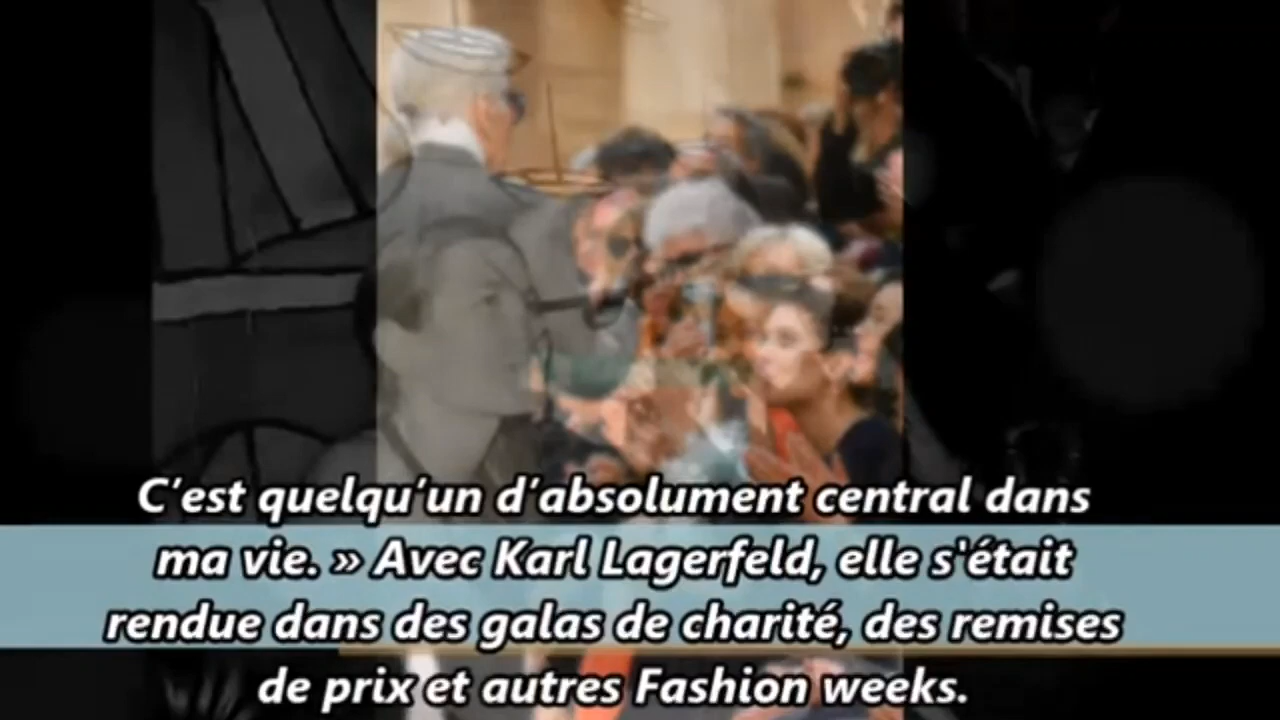 C'est quelqu'un d'absolument central dans
ma vie. » Avec Karl Lagerfeld, elle s'était
rendue dans des galas de charité, des remises
de prix et autres Fashion weeks.